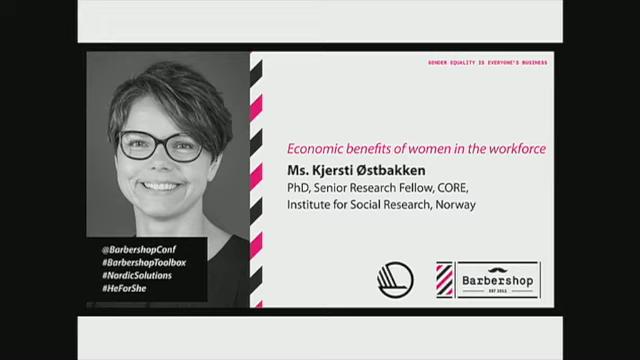 GENDER EQUALITY IS EVERYONE'S BUSINESS
Economic benefits of women in the workforce
Ms. Kjersti Østbakken
PhD, Senior Research Fellow, CORE,
Institute for Social Research, Norway
@BarbershopConf
#BarbershopToolbox
#NordicSolutions
#HeForShe
Barbershop